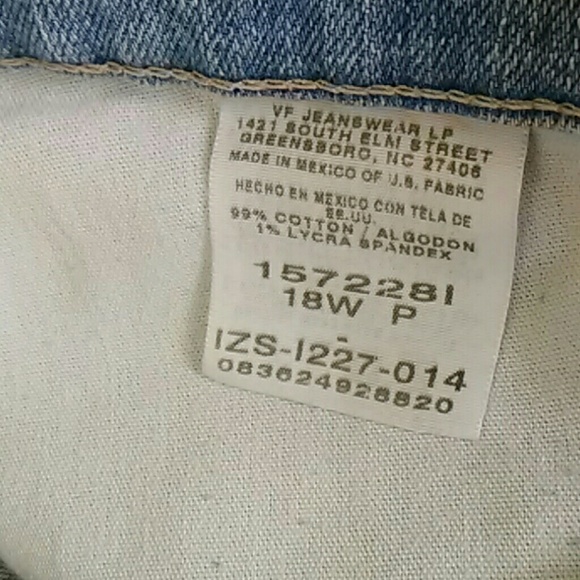 VF JEANSWEAR LP
1421 SOUTH ELM STREET
GREENSBORO, NC 27406
MADE IN MEXICO OF U.S. FABRIC
HECHO EN MEXICO CON TELA DE
EE.UU.
99% COTTON / ALGODON
1% LYCRA SPANDEX
1572281
18W P
-
IZS-1227-014
083624928820